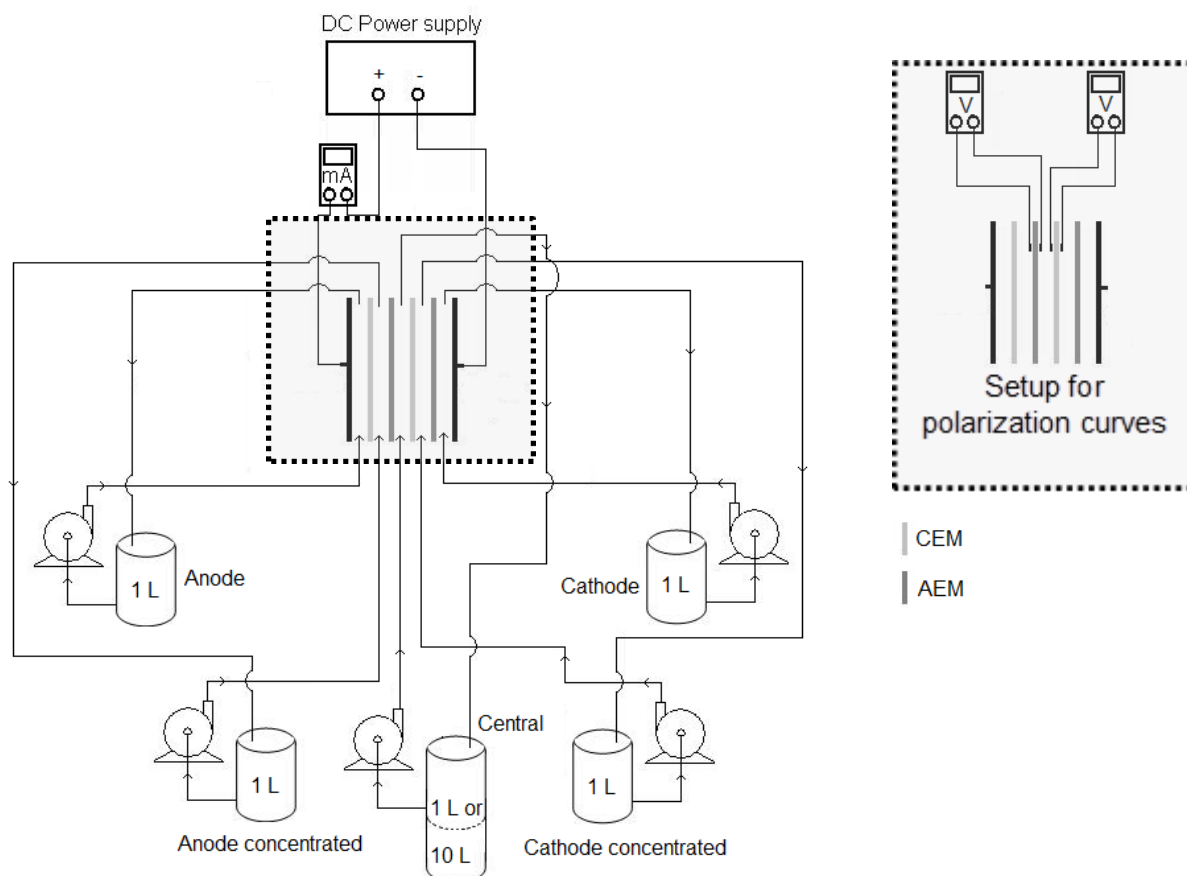 DC Power supply
+ -
mA
V V
Setup for
polarization curves
CEM
AEM
Anode
1 L
Cathode
1 L
Central
1 L
1 L or
10 L
1 L
Anode concentrated
Cathode concentrated